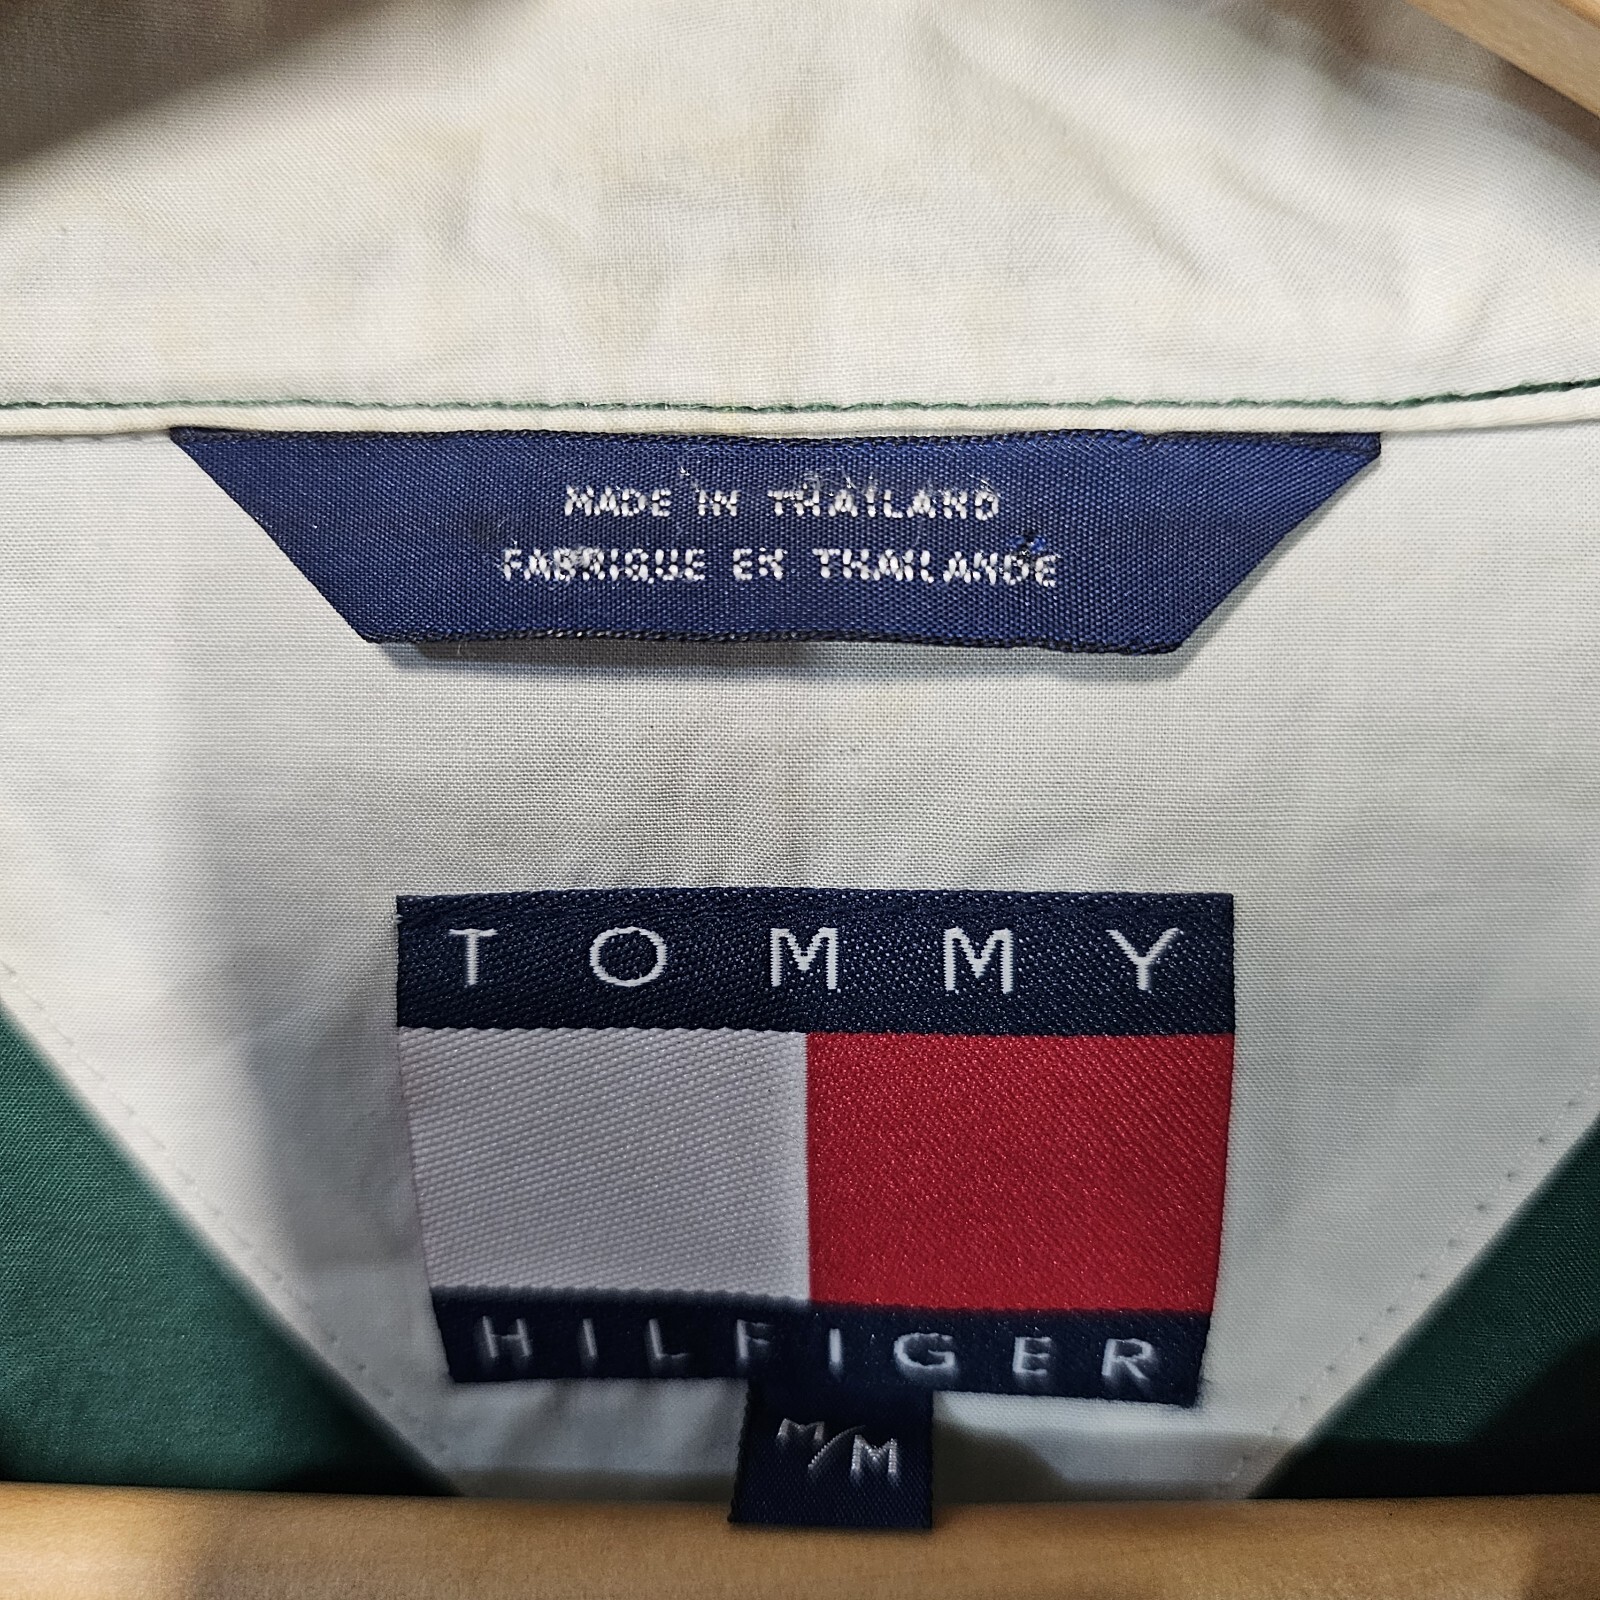 MADE IN THAILAND
FABRIQUE EN THAILANDE
TOMMY
HILFIGER
M/M